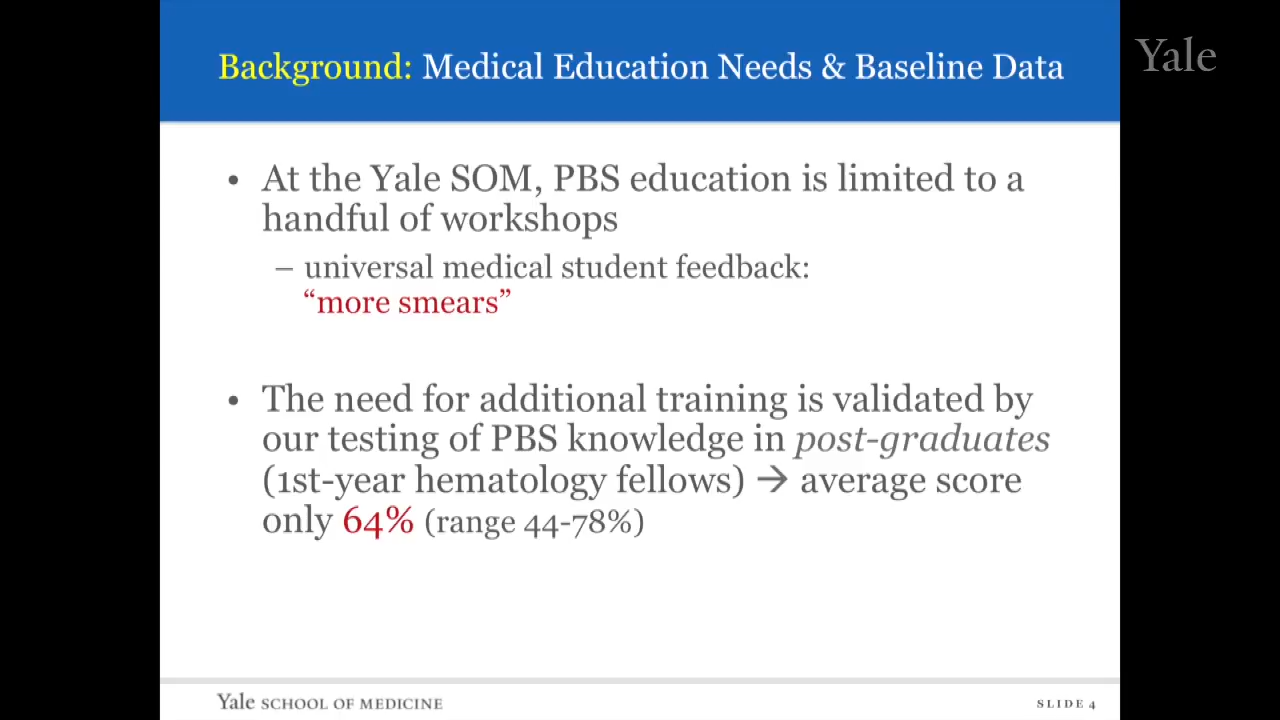 Background: Medical Education Needs & Baseline Data
Yale
• At the Yale SOM, PBS education is limited to a
handful of workshops
– universal medical student feedback:
“more smears”
• The need for additional training is validated by
our testing of PBS knowledge in post-graduates
(1st-year hematology fellows) → average score
only 64% (range 44-78%)
Yale SCHOOL OF MEDICINE
SLIDE 4